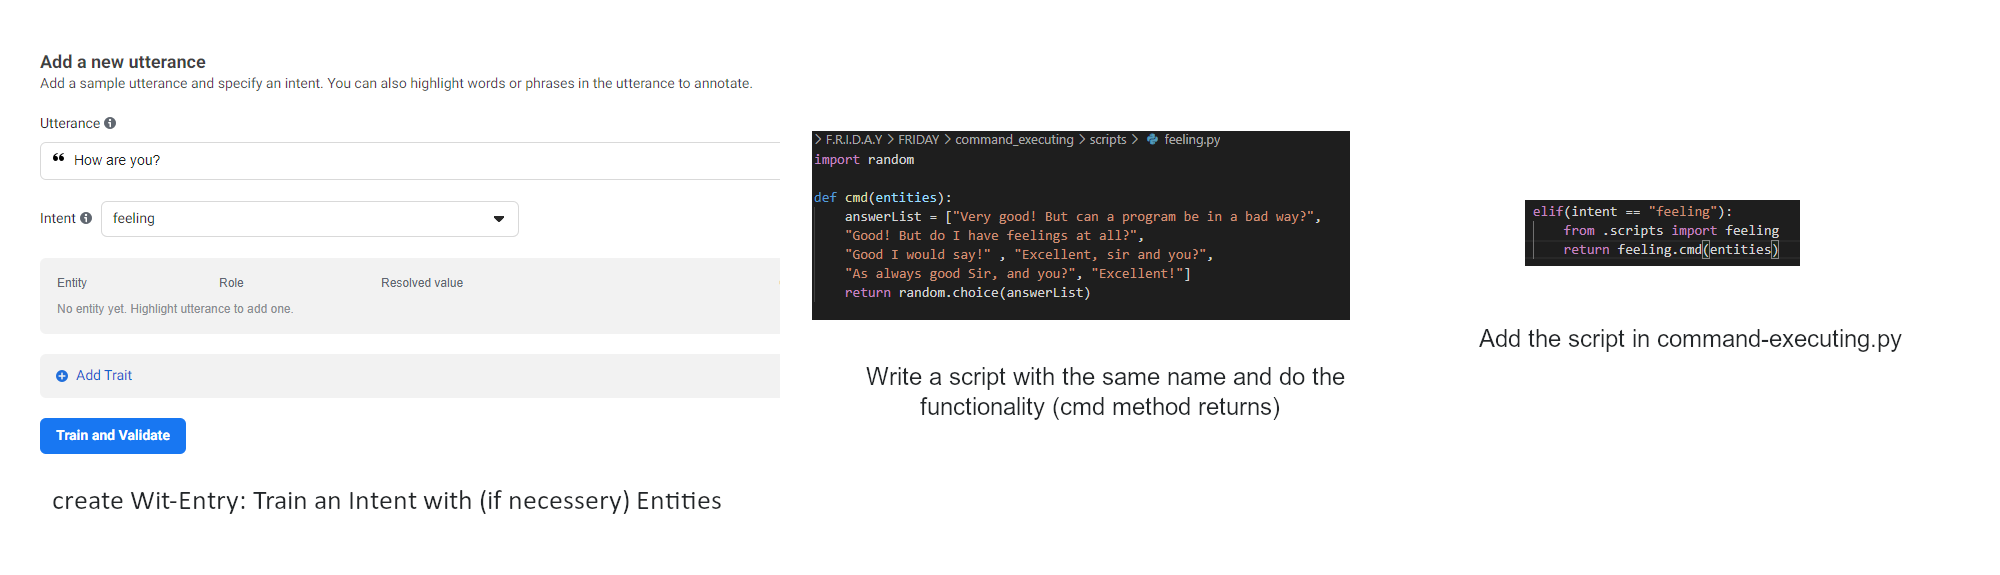 Add a new utterance
Add a sample utterance and specify an intent. You can also highlight words or phrases in the utterance to annotate.
Utterance
How are you?
Intent feeling
Entity Role Resolved value
No entity yet. Highlight utterance to add one.
Add Trait
Train and Validate
create Wit-Entry: Train an Intent with (if necessery) Entities
> F.R.I.D.A.Y > FRIDAY > command_executing > scripts > feeling.py
import random
def cmd(entities):
answerList = ["Very good! But can a program be in a bad way?",
"Good! But do I have feelings at all?",
"Good I would say!" , "Excellent, sir and you?",
"As always good Sir, and you?", "Excellent!"]
return random.choice(answerList)
Write a script with the same name and do the
functionality (cmd method returns)
elif(intent == "feeling"):
from .scripts import feeling
return feeling.cmd(entities)
Add the script in command-executing.py